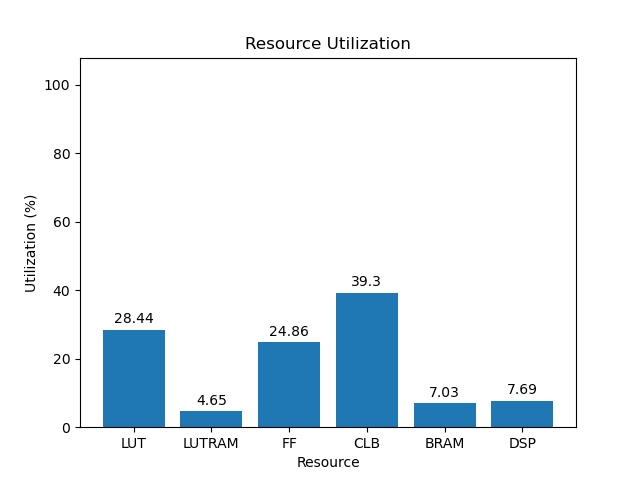 Resource Utilization
100
80
60
40
20
0
Utilization (%)
28.44
4.65
24.86
39.3
7.03
7.69
LUT
LUTRAM
FF
CLB
BRAM
DSP
Resource